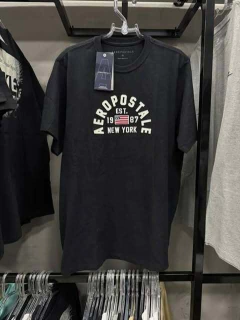 AEROPOSTALE
EST.
19 87
NEW YORK